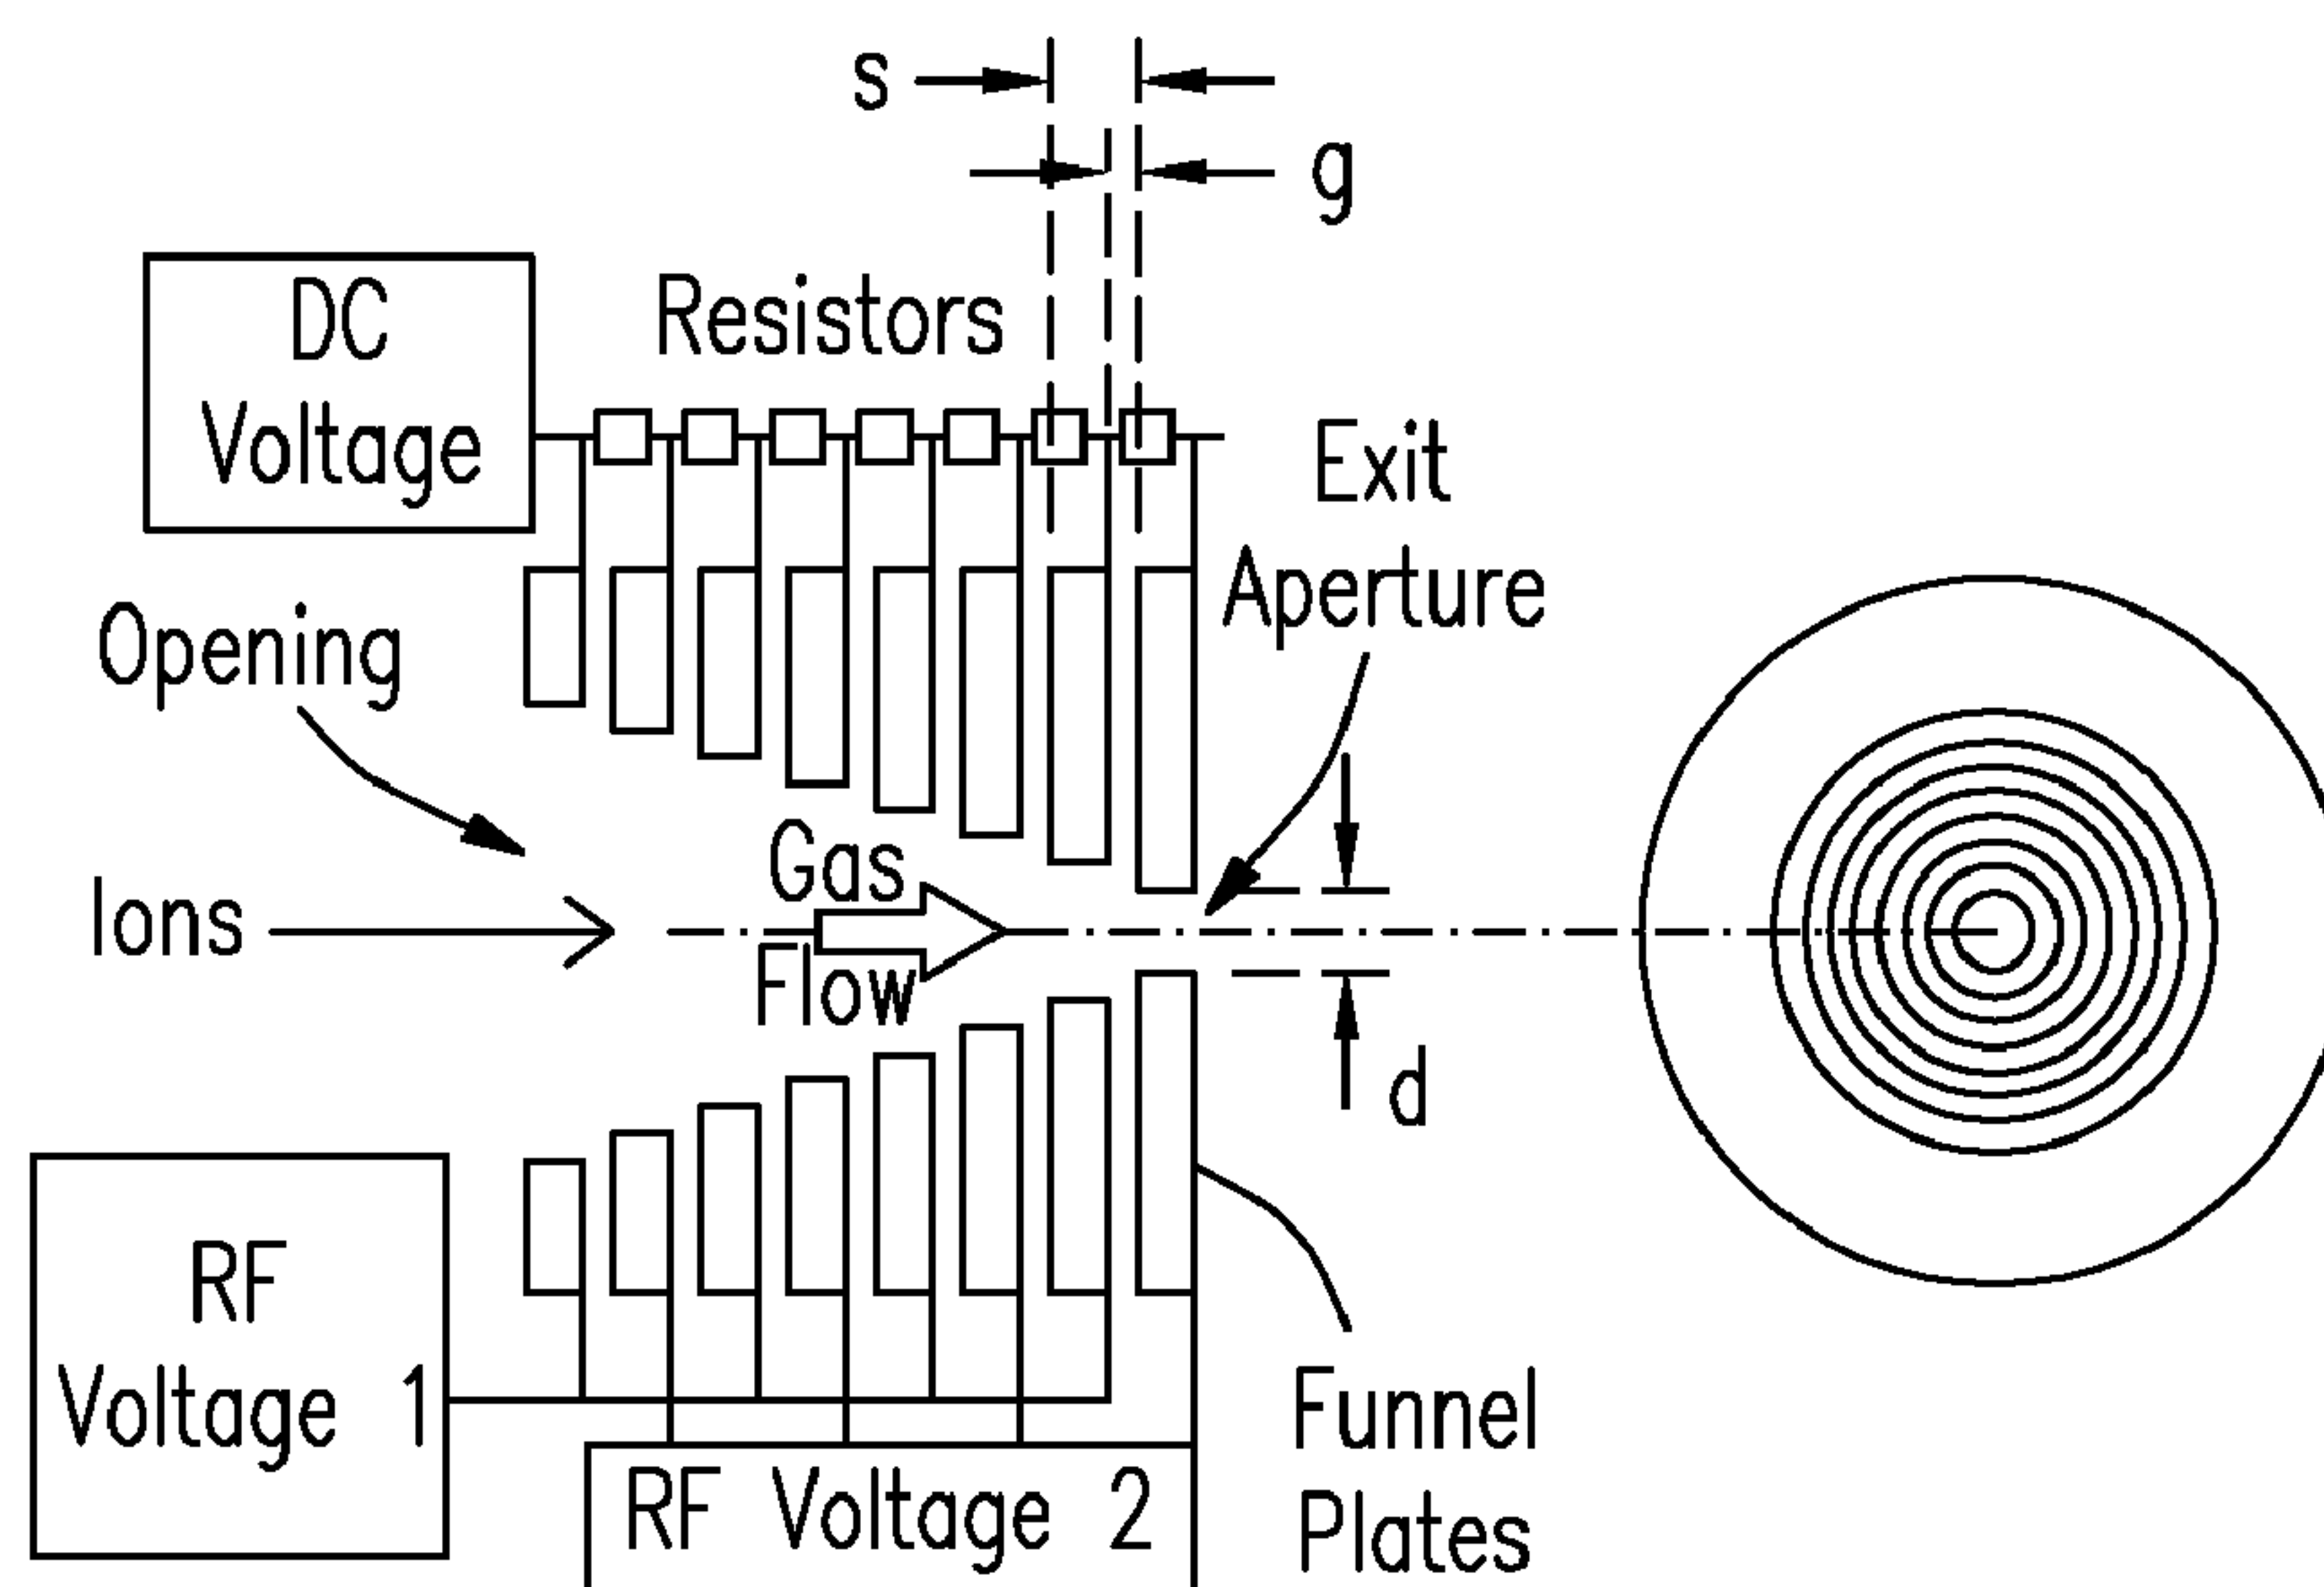 s
g
DC
Voltage
Resistors
Exit
Aperture
Opening
Ions
Gas
Flow
d
RF
Voltage 1
RF Voltage 2
Funnel
Plates